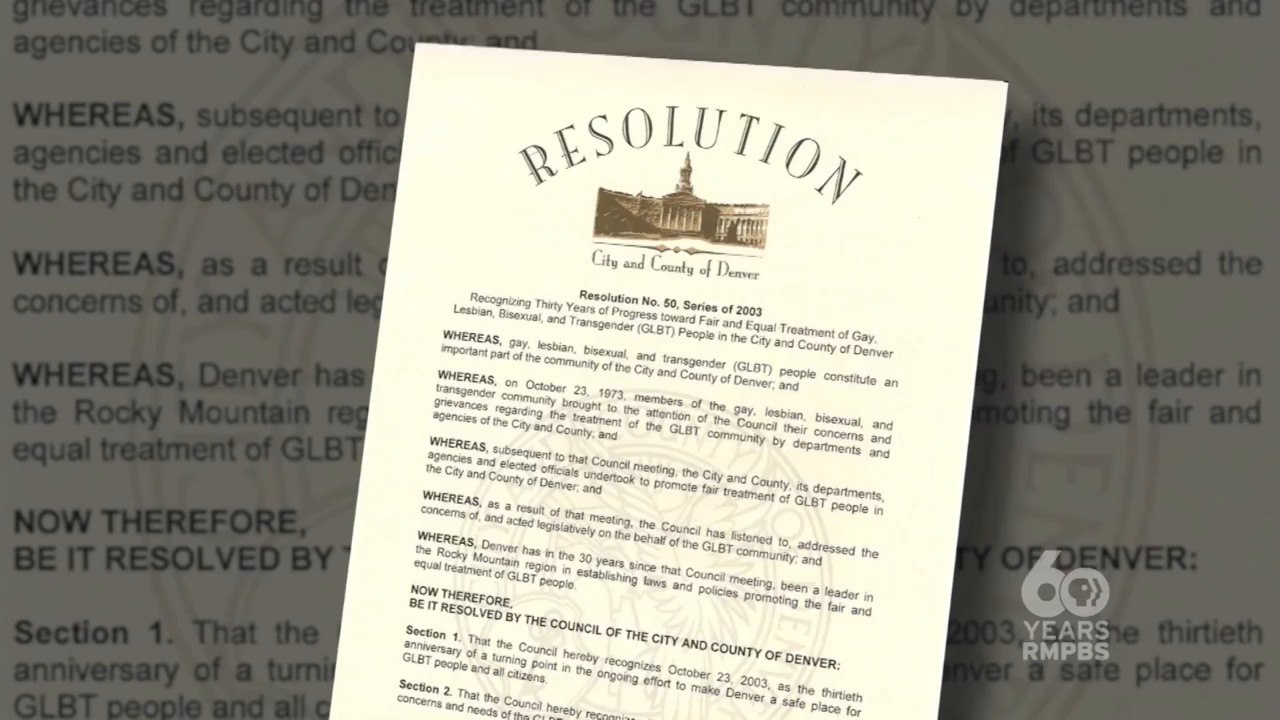 grievances regarding the treatment of the GLBT community by departments and
agencies of the City and County; and
WHEREAS, subsequent to
, its departments,
agencies and elected offic
of GLBT people in
the City and County of Den
WHEREAS, as a result
to, addressed the
concerns of, and acted leg
unity; and
WHEREAS, Denver has
, been a leader in
the Rocky Mountain reg
moting the fair and
equal treatment of GLBT
NOW THEREFORE,
BE IT RESOLVED BY
TY OF DENVER:
Section 1. That the
2003, the thirtieth
anniversary of a turni
nver a safe place for
GLBT people and all c
RESOLUTION
City and County of Denver
Resolution No. 50, Series of 2003
Recognizing Thirty Years of Progress toward Fair and Equal Treatment of Gay,
Lesbian, Bisexual, and Transgender (GLBT) People in the City and County of Denver
WHEREAS, gay, lesbian, bisexual, and transgender (GLBT) people constitute an
important part of the community of the City and County of Denver; and
WHEREAS, on October 23, 1973, members of the gay, lesbian, bisexual, and
transgender community brought to the attention of the Council their concerns and
grievances regarding the treatment of the GLBT community by departments and
agencies of the City and County; and
WHEREAS, subsequent to that Council meeting, the City and County, its departments,
agencies and elected officials undertook to promote fair treatment of GLBT people in
the City and County of Denver; and
WHEREAS, as a result of that meeting, the Council has listened to, addressed the
concerns of, and acted legislatively on the behalf of the GLBT community; and
WHEREAS, Denver has in the 30 years since that Council meeting, been a leader in
the Rocky Mountain region in establishing laws and policies promoting the fair and
equal treatment of GLBT people.
NOW THEREFORE,
BE IT RESOLVED BY THE COUNCIL OF THE CITY AND COUNTY OF DENVER:
Section 1. That the Council hereby recognizes October 23, 2003, as the thirtieth
anniversary of a turning point in the ongoing effort to make Denver a safe place for
GLBT people and all citizens.
Section 2. That the Council hereby
concerns and needs of the
60
YEARS
RMPBS